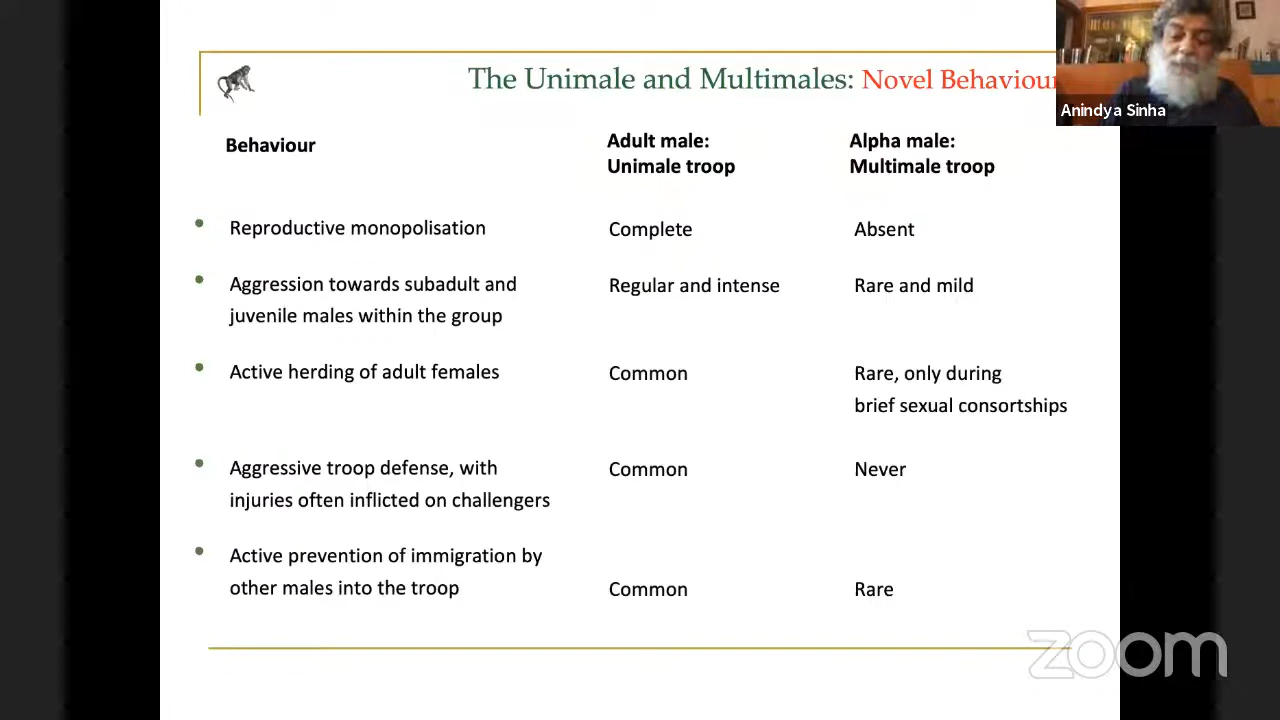 The Unimale and Multimales: Novel Behaviour
Anindya Sinha
Behaviour
Adult male:
Unimale troop
Alpha male:
Multimale troop
• Reproductive monopolisation
Complete
Absent
• Aggression towards subadult and
juvenile males within the group
Regular and intense
Rare and mild
• Active herding of adult females
Common
Rare, only during
brief sexual consortships
• Aggressive troop defense, with
injuries often inflicted on challengers
Common
Never
• Active prevention of immigration by
other males into the troop
Common
Rare
zoom